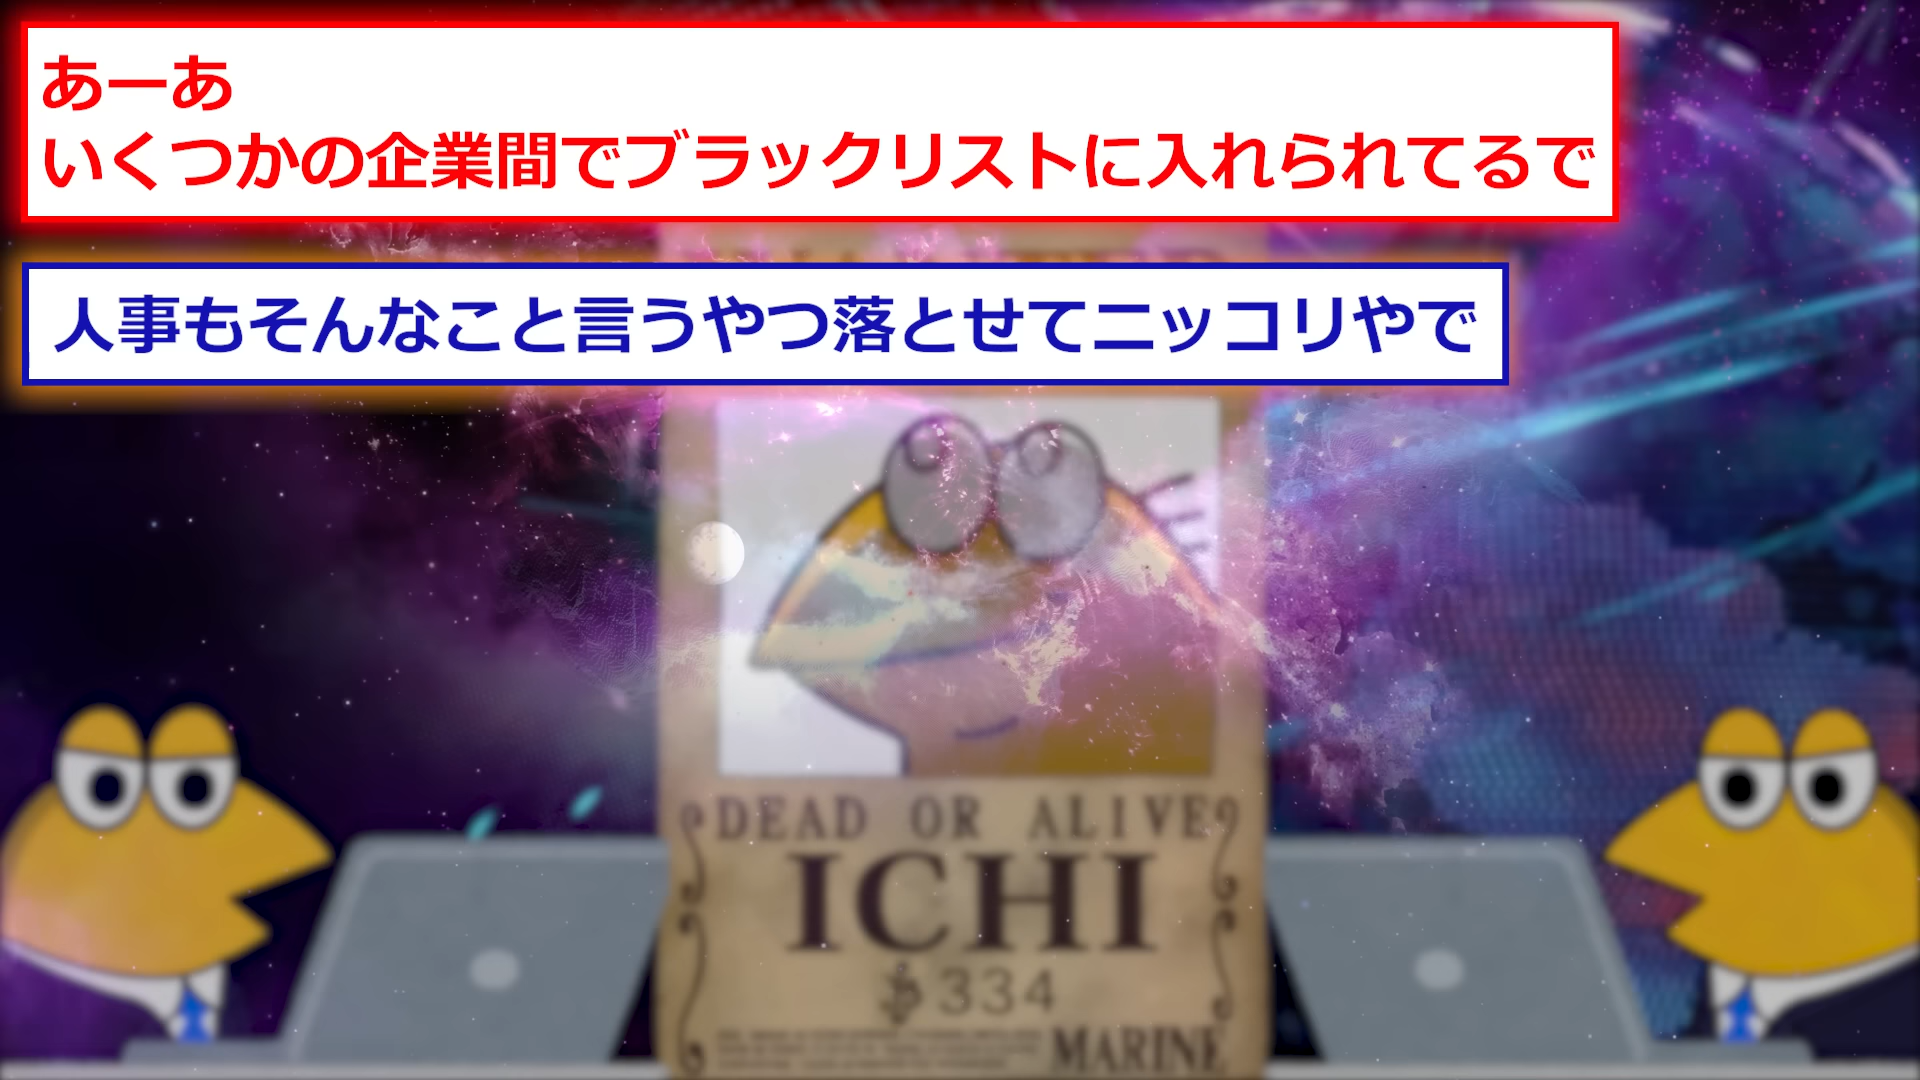 あーあ
いくつかの企業間でブラックリストに入れられてるで
人事もそんなこと言うやつ落とせてニッコリやで
DEAD OR ALIVE
ICHI
334
MARINE